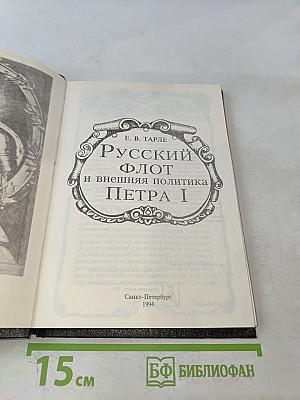 Е. В. ТАРЛЕ
РУССКИЙ
ФЛОТ
И ВНЕШНЯЯ ПОЛИТИКА
ПЕТРА I
Санкт-Петербург
1994
15 см
БФ БИБЛИОФАН